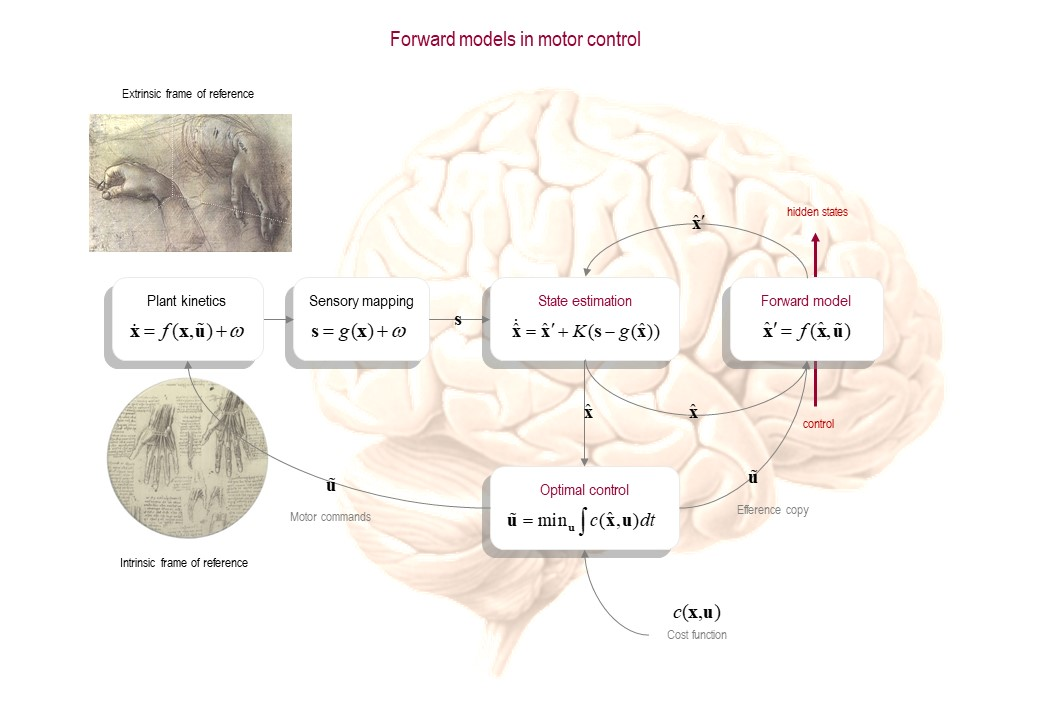 Forward models in motor control
Extrinsic frame of reference
hidden states
x̂′
Plant kinetics
ẋ = f(x,ũ)+ω
Sensory mapping
s = g(x)+ω
s
State estimation
x̂̇ = x̂′ + K(s − g(x̂))
Forward model
x̂′ = f(x̂,ũ)
x̂
x̂
control
ũ
Motor commands
Optimal control
ũ = minᵤ ∫ c(x̂,u)dt
ũ
Efference copy
Intrinsic frame of reference
c(x,u)
Cost function